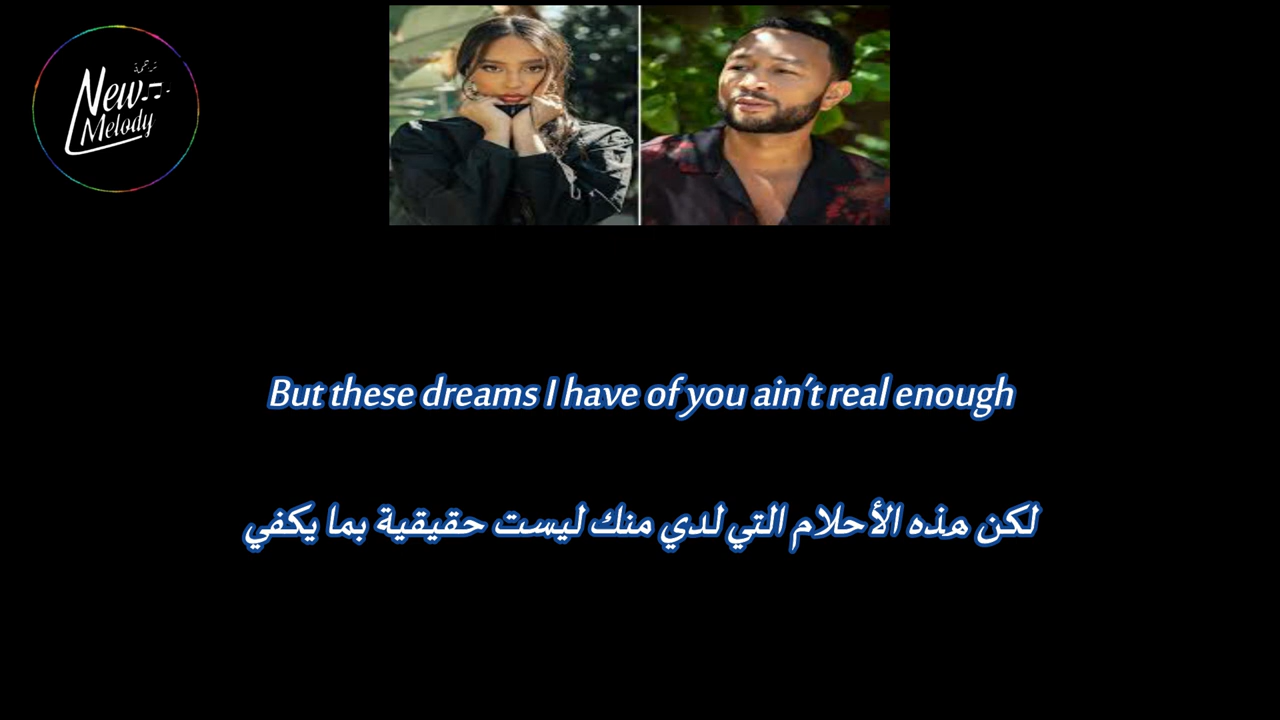 ترجمة
New
Melody
But these dreams I have of you ain't real enough
لكن هذه الأحلام التي لدي منك ليست حقيقية بما يكفي